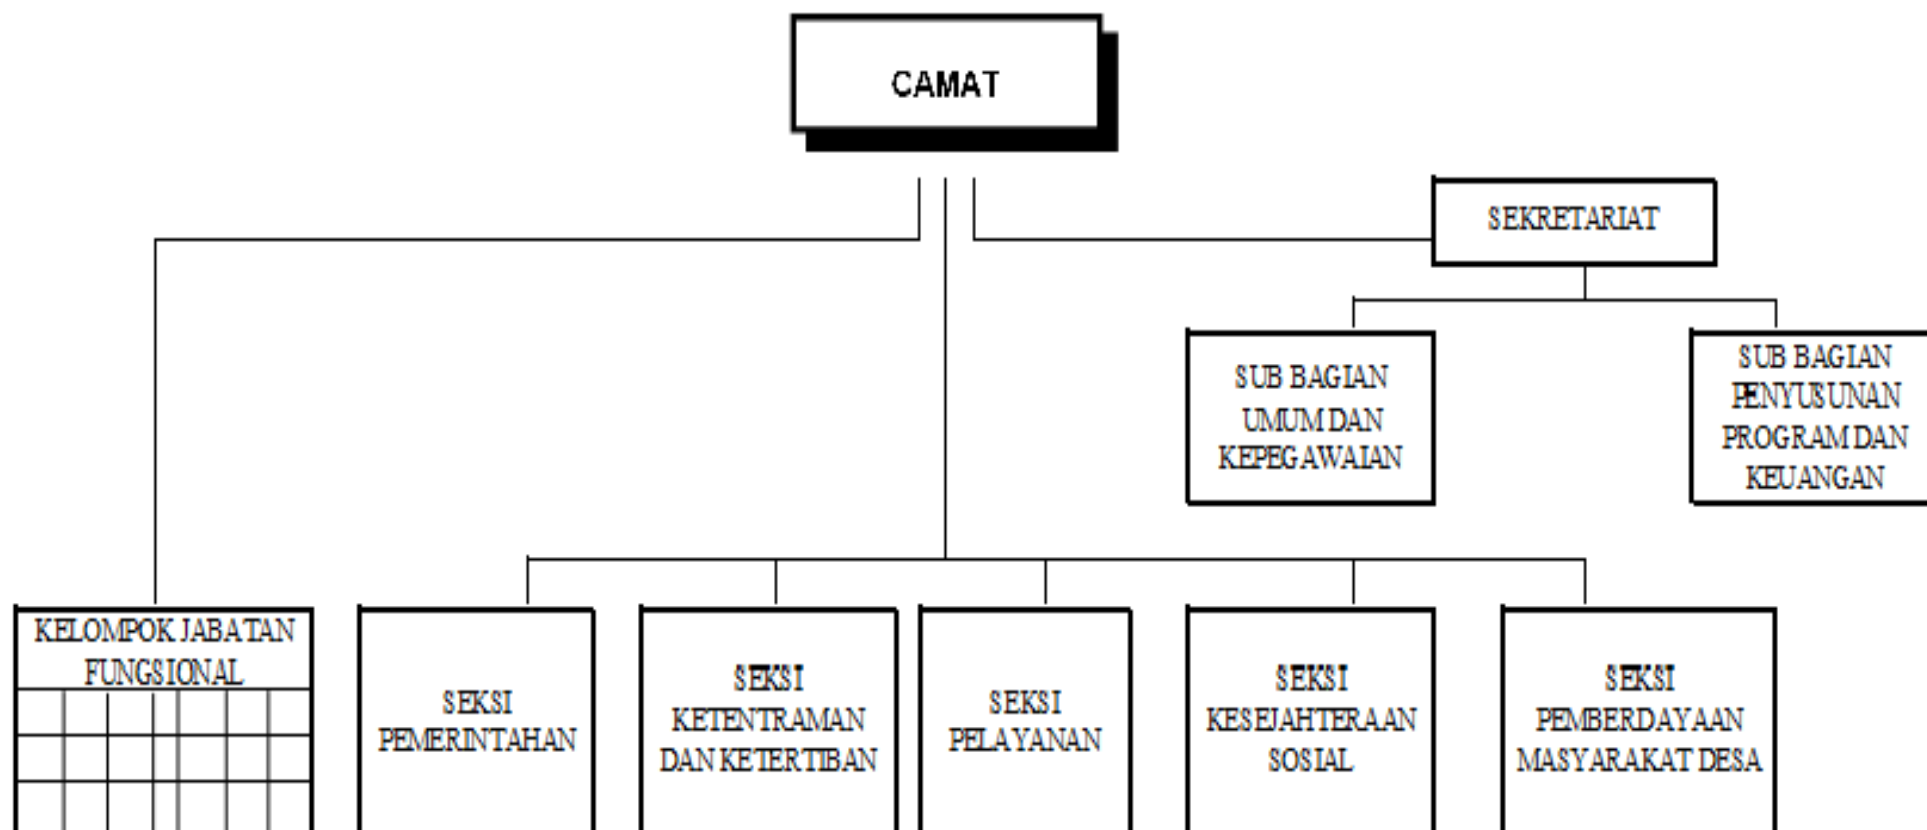 CAMAT
SEKRETARIAT
SUB BAGIAN
UMUM DAN
KEPEGAWAIAN
SUB BAGIAN
PENYUSUNAN
PROGRAM DAN
KEUANGAN
KELOMPOK JABATAN
FUNGSIONAL
SEKSI
PEMERINTAHAN
SEKSI
KETENTRAMAN
DAN KETERTIBAN
SEKSI
PELAYANAN
SEKSI
KESEJAHTERAAN
SOSIAL
SEKSI
PEMBERDAYAAN
MASYARAKAT DESA